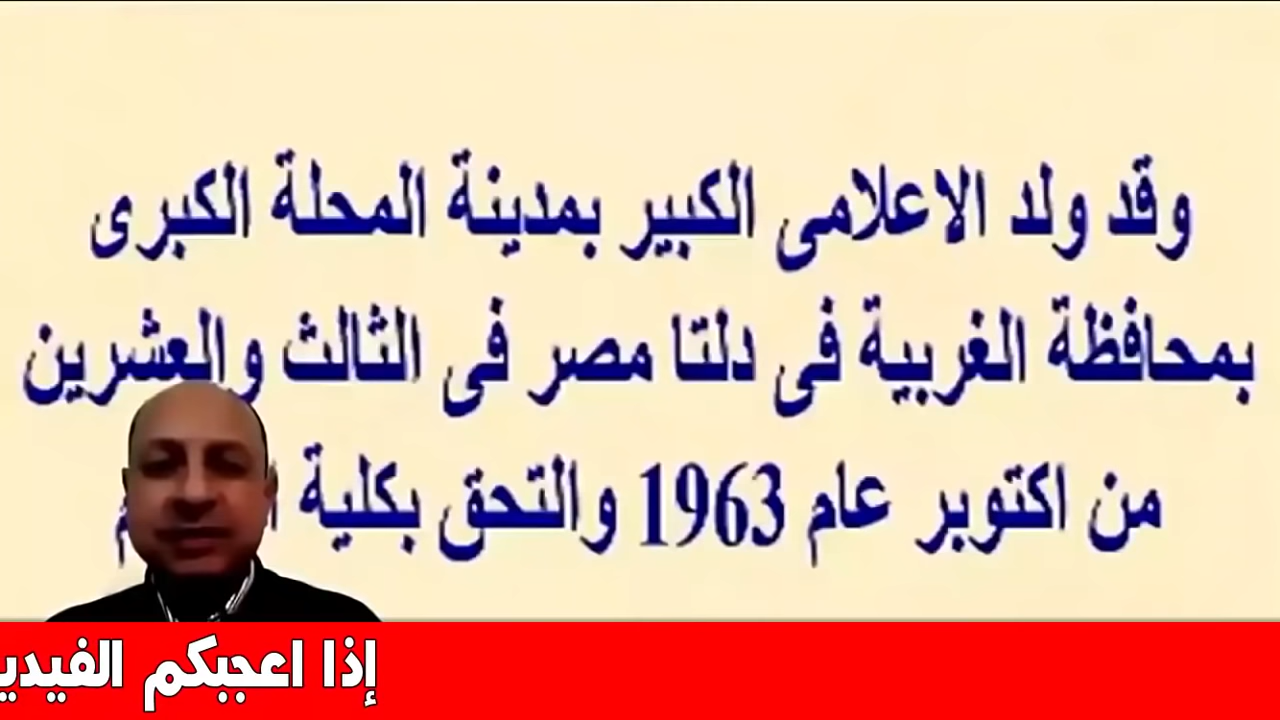 وقد ولد الاعلامى الكبير بمدينة المحلة الكبرى
بمحافظة الغربية فى دلتا مصر فى الثالث والعشرين
من اكتوبر عام 1963 والتحق بكلية
إذا اعجبكم الفيدي